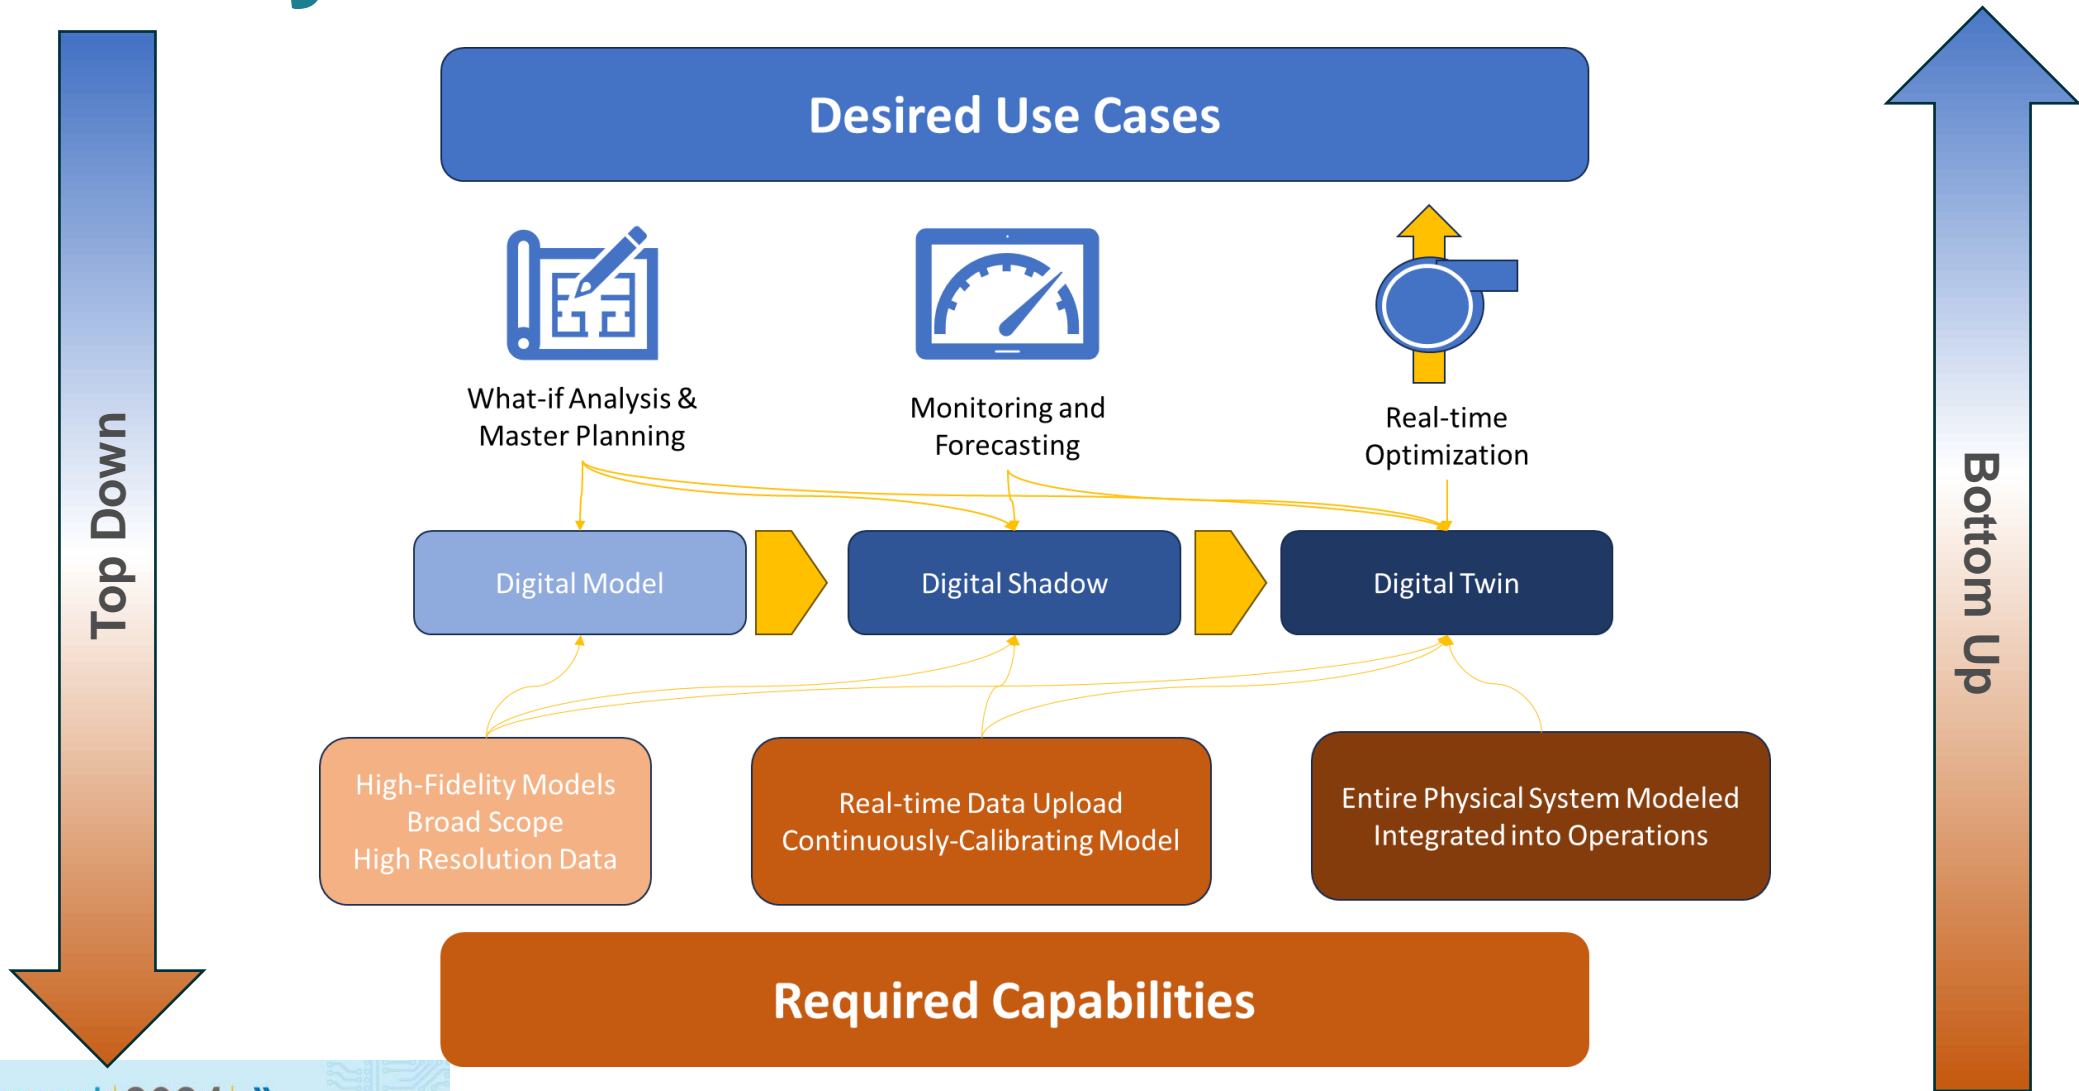 Desired Use Cases
What-if Analysis &
Master Planning
Monitoring and
Forecasting
Real-time
Optimization
Top Down
Bottom Up
Digital Model
Digital Shadow
Digital Twin
High-Fidelity Models
Broad Scope
High Resolution Data
Real-time Data Upload
Continuously-Calibrating Model
Entire Physical System Modeled
Integrated into Operations
Required Capabilities